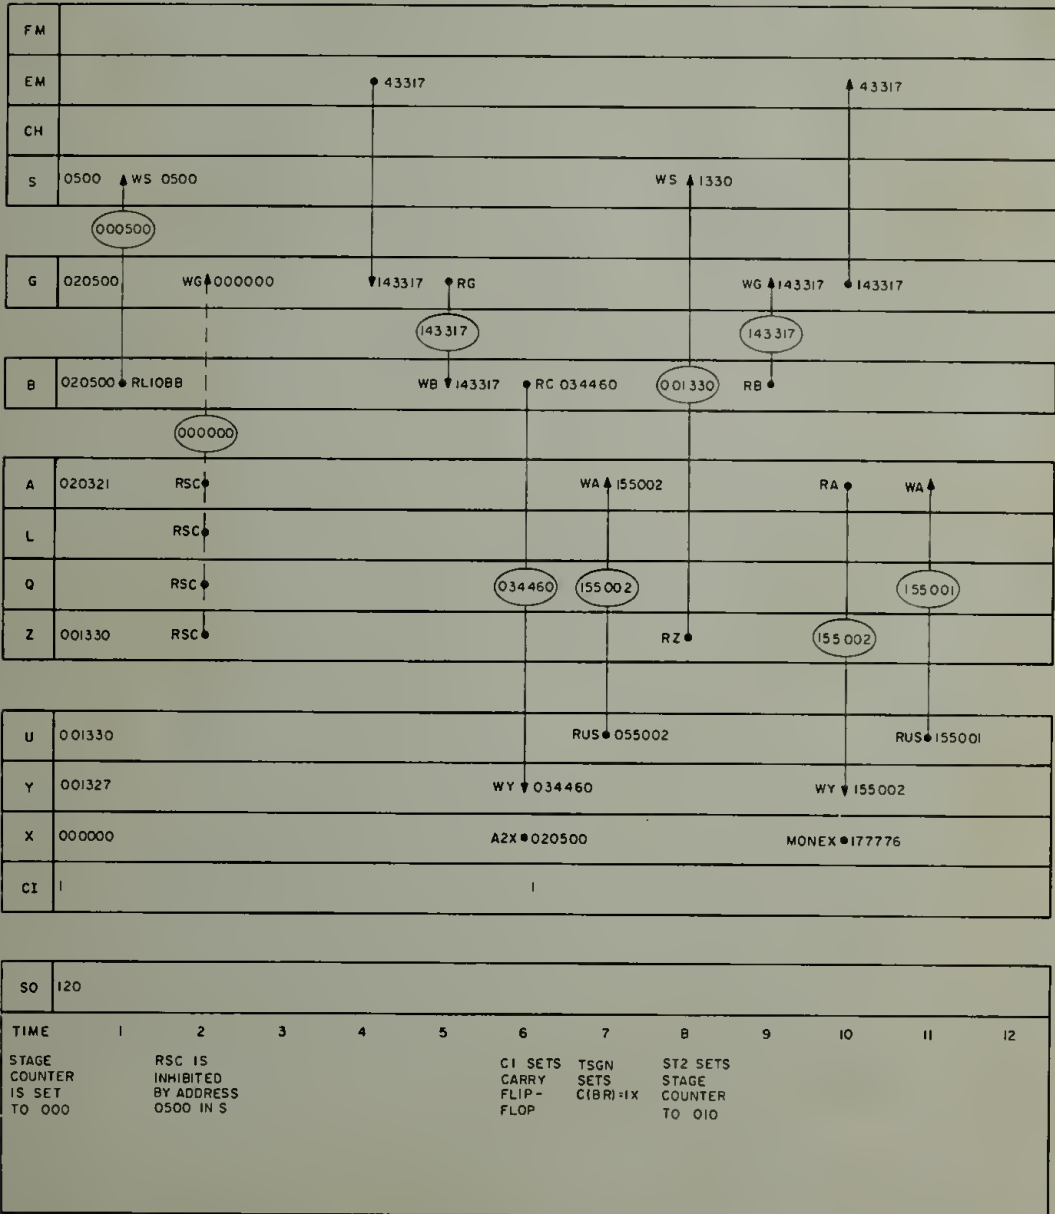 FM
EM 43317 43317
CH
S 0500 WS 0500 WS 1330
000500
G 020500 WG 000000 143317 RG WG 143317 143317
143317 143317
B 020500 RL10BB WB 143317 RC 034460 001330 RB
000000
A 020321 RSC WA 155002 RA WA
L RSC
Q RSC 034460 155002 155001
Z 001330 RSC RZ 155002
U 001330 RUS 055002 RUS 155001
Y 001327 WY 034460 WY 155002
X 000000 A2X 020500 MONEX 177776
CI 1 1
SO 120
TIME 1 2 3 4 5 6 7 8 9 10 11 12
STAGE RSC IS CI SETS TSGN ST2 SETS
COUNTER INHIBITED CARRY SETS STAGE
IS SET BY ADDRESS FLIP- C(BR)=1X COUNTER
TO 000 0500 IN S FLOP TO 010